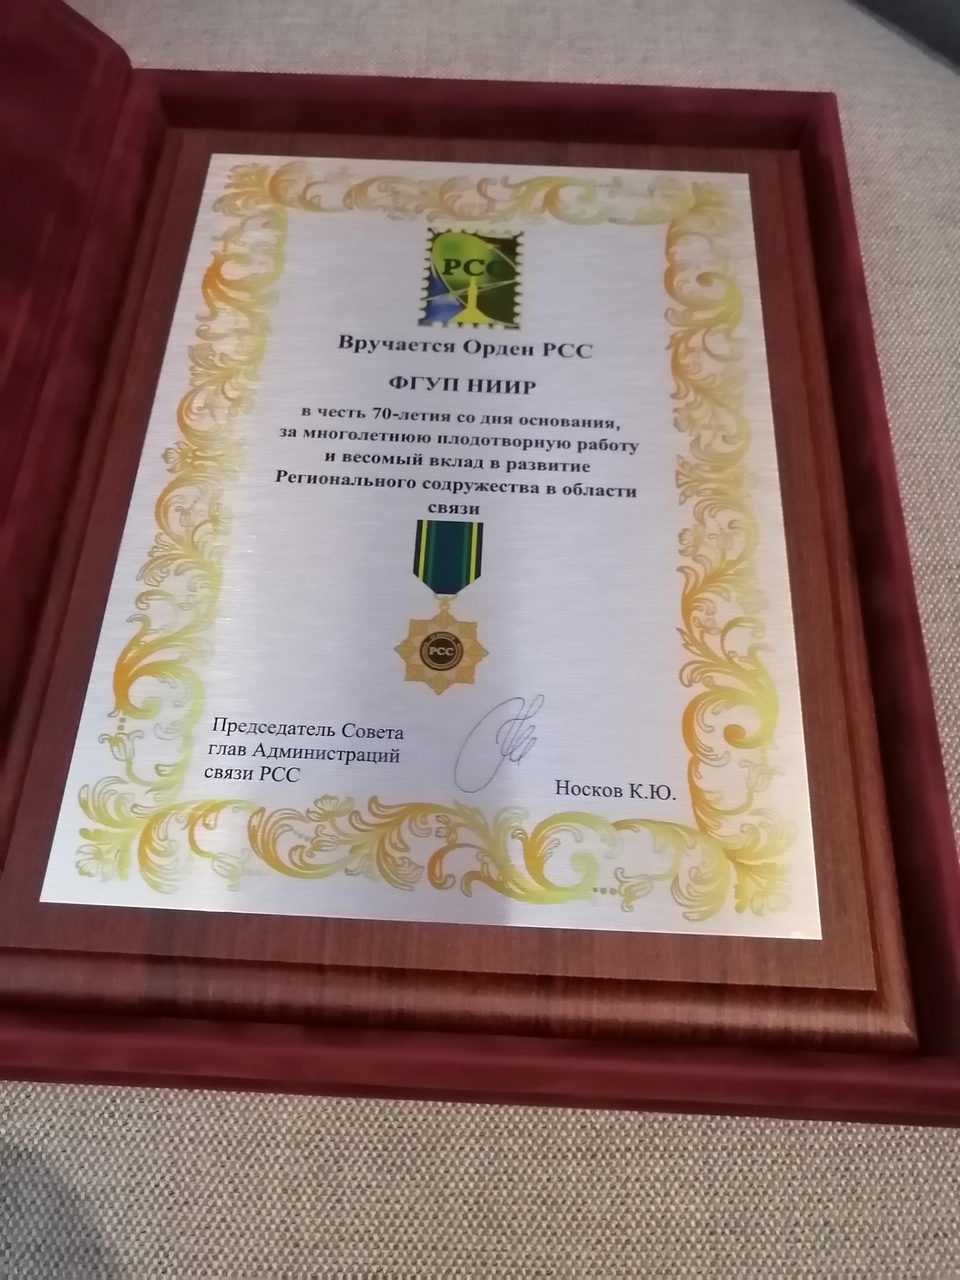 РСС
Вручается Орден РСС
ФГУП НИИР
в честь 70-летия со дня основания,
за многолетнюю плодотворную работу
и весомый вклад в развитие
Регионального содружества в области
связи
РСС
Председатель Совета
глав Администраций
связи РСС
Носков К.Ю.